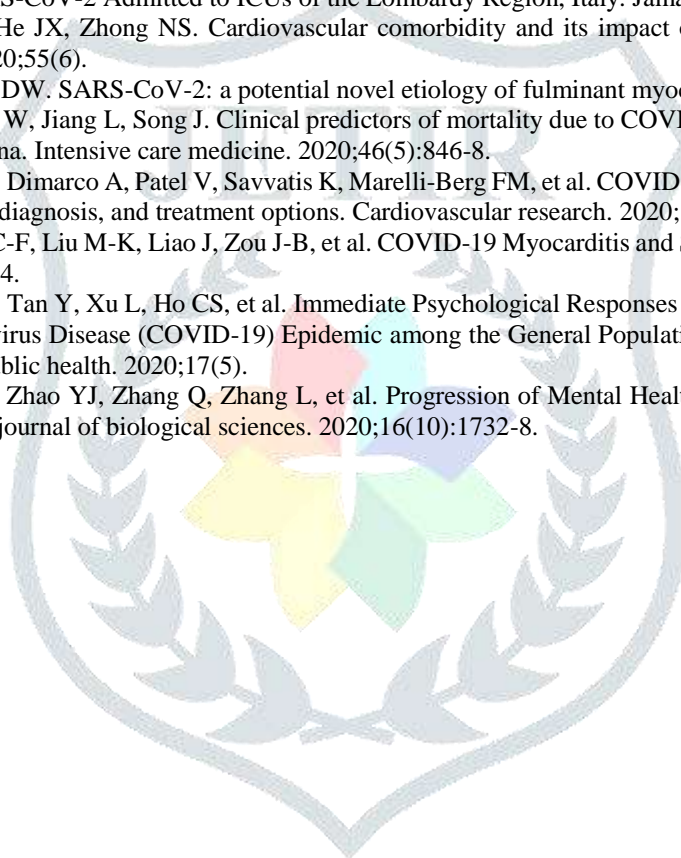 S-CoV-2 Admitted to ICUs of the Lombardy Region, Italy. Jama
He JX, Zhong NS. Cardiovascular comorbidity and its impact
20;55(6).
DW. SARS-CoV-2: a potential novel etiology of fulminant myoc
W, Jiang L, Song J. Clinical predictors of mortality due to COVI
na. Intensive care medicine. 2020;46(5):846-8.
Dimarco A, Patel V, Savvatis K, Marelli-Berg FM, et al. COVID
diagnosis, and treatment options. Cardiovascular research. 2020;
C-F, Liu M-K, Liao J, Zou J-B, et al. COVID-19 Myocarditis and
4.
Tan Y, Xu L, Ho CS, et al. Immediate Psychological Responses
virus Disease (COVID-19) Epidemic among the General Populati
blic health. 2020;17(5).
Zhao YJ, Zhang Q, Zhang L, et al. Progression of Mental Healt
journal of biological sciences. 2020;16(10):1732-8.
JETIR